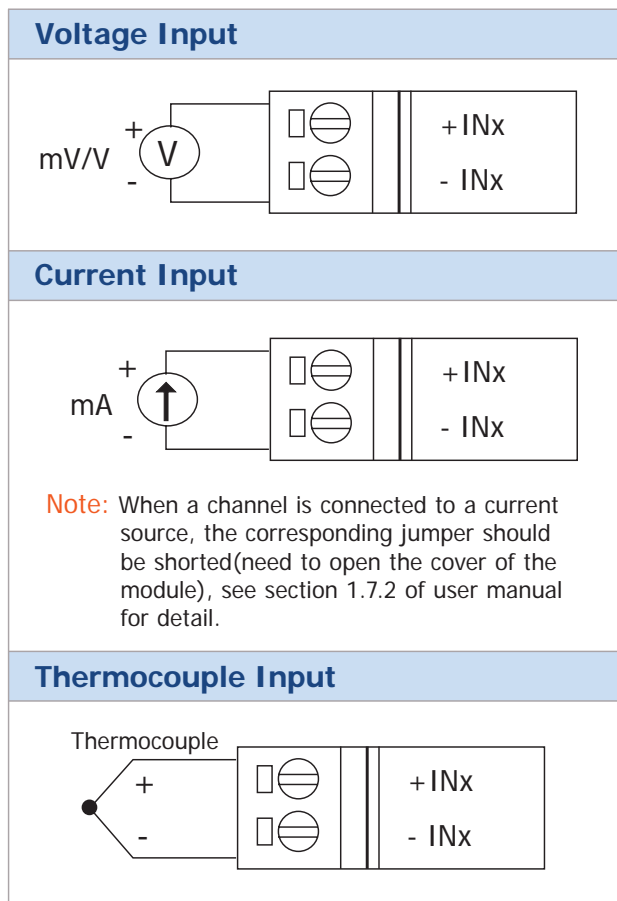 Voltage Input
+
mV/V
V
-
+INx
- INx
Current Input
+
mA
-
+INx
- INx
Note: When a channel is connected to a current
source, the corresponding jumper should
be shorted(need to open the cover of the
module), see section 1.7.2 of user manual
for detail.
Thermocouple Input
Thermocouple
+
-
+INx
- INx